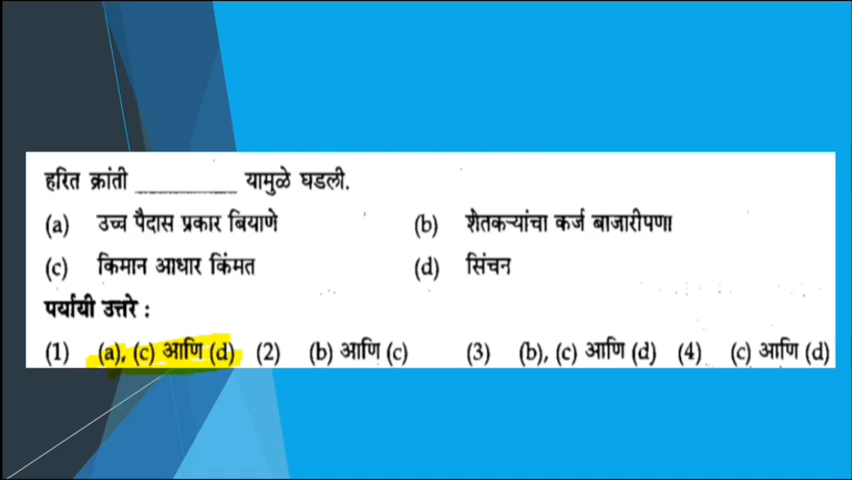 हरित क्रांती __________ यामुळे घडली.
(a) उच्च पैदास प्रकार बियाणे (b) शेतकऱ्यांचा कर्ज बाजारीपणा
(c) किमान आधार किंमत (d) सिंचन
पर्यायी उत्तरे :
(1) (a), (c) आणि (d) (2) (b) आणि (c) (3) (b), (c) आणि (d) (4) (c) आणि (d)